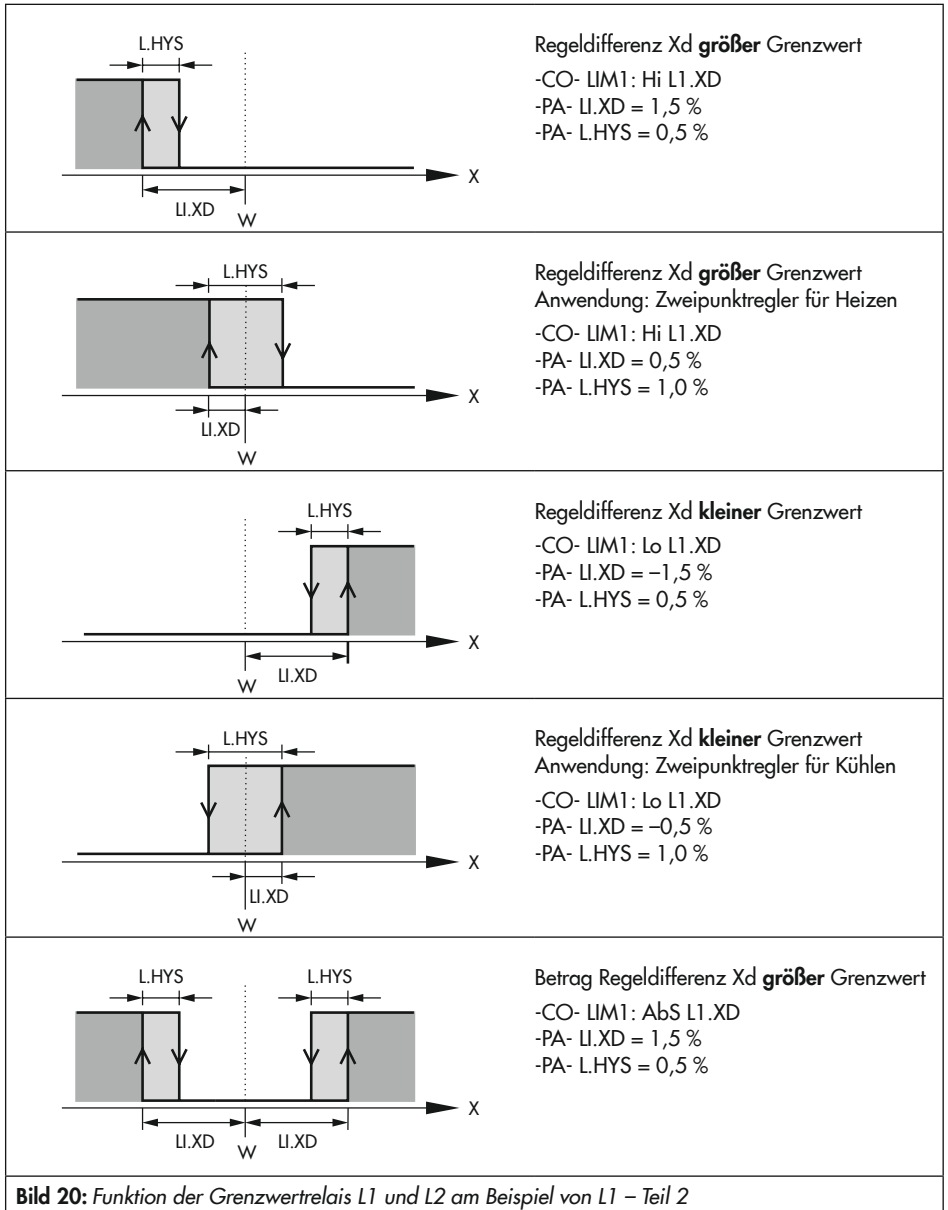 L.HYS
X
LI.XD
W
Regeldifferenz Xd größer Grenzwert
-CO- LIM1: Hi L1.XD
-PA- LI.XD = 1,5 %
-PA- L.HYS = 0,5 %
L.HYS
X
LI.XD
W
Regeldifferenz Xd größer Grenzwert
Anwendung: Zweipunktregler für Heizen
-CO- LIM1: Hi L1.XD
-PA- LI.XD = 0,5 %
-PA- L.HYS = 1,0 %
L.HYS
X
LI.XD
W
Regeldifferenz Xd kleiner Grenzwert
-CO- LIM1: Lo L1.XD
-PA- LI.XD = –1,5 %
-PA- L.HYS = 0,5 %
L.HYS
X
LI.XD
W
Regeldifferenz Xd kleiner Grenzwert
Anwendung: Zweipunktregler für Kühlen
-CO- LIM1: Lo L1.XD
-PA- LI.XD = –0,5 %
-PA- L.HYS = 1,0 %
L.HYS L.HYS
X
LI.XD LI.XD
W
Betrag Regeldifferenz Xd größer Grenzwert
-CO- LIM1: AbS L1.XD
-PA- LI.XD = 1,5 %
-PA- L.HYS = 0,5 %
Bild 20: Funktion der Grenzwertrelais L1 und L2 am Beispiel von L1 – Teil 2